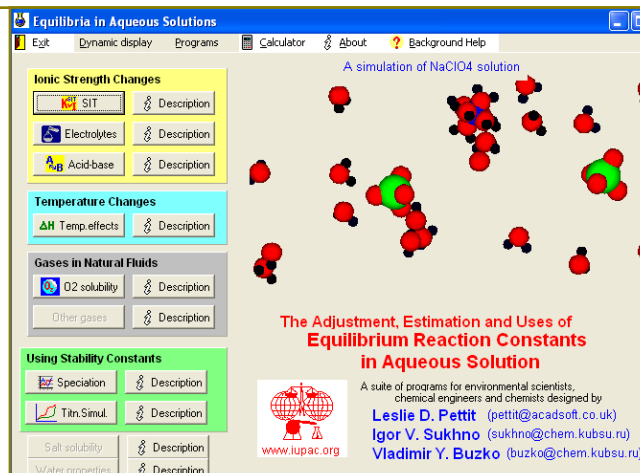 Equilibria in Aqueous Solutions
Exit Dynamic display Programs Calculator About Background Help
Ionic Strength Changes
SIT Description
Electrolytes Description
Acid-base Description
Temperature Changes
ΔH Temp.effects Description
Gases in Natural Fluids
O2 solubility Description
Other gases Description
Using Stability Constants
Speciation Description
Titn.Simul. Description
Salt solubility Description
Water properties Description
A simulation of NaClO4 solution
The Adjustment, Estimation and Uses of
Equilibrium Reaction Constants
in Aqueous Solution
www.iupac.org
A suite of programs for environmental scientists,
chemical engineers and chemists designed by
Leslie D. Pettit (pettit@acadsoft.co.uk)
Igor V. Sukhno (sukhno@chem.kubsu.ru)
Vladimir Y. Buzko (buzko@chem.kubsu.ru)